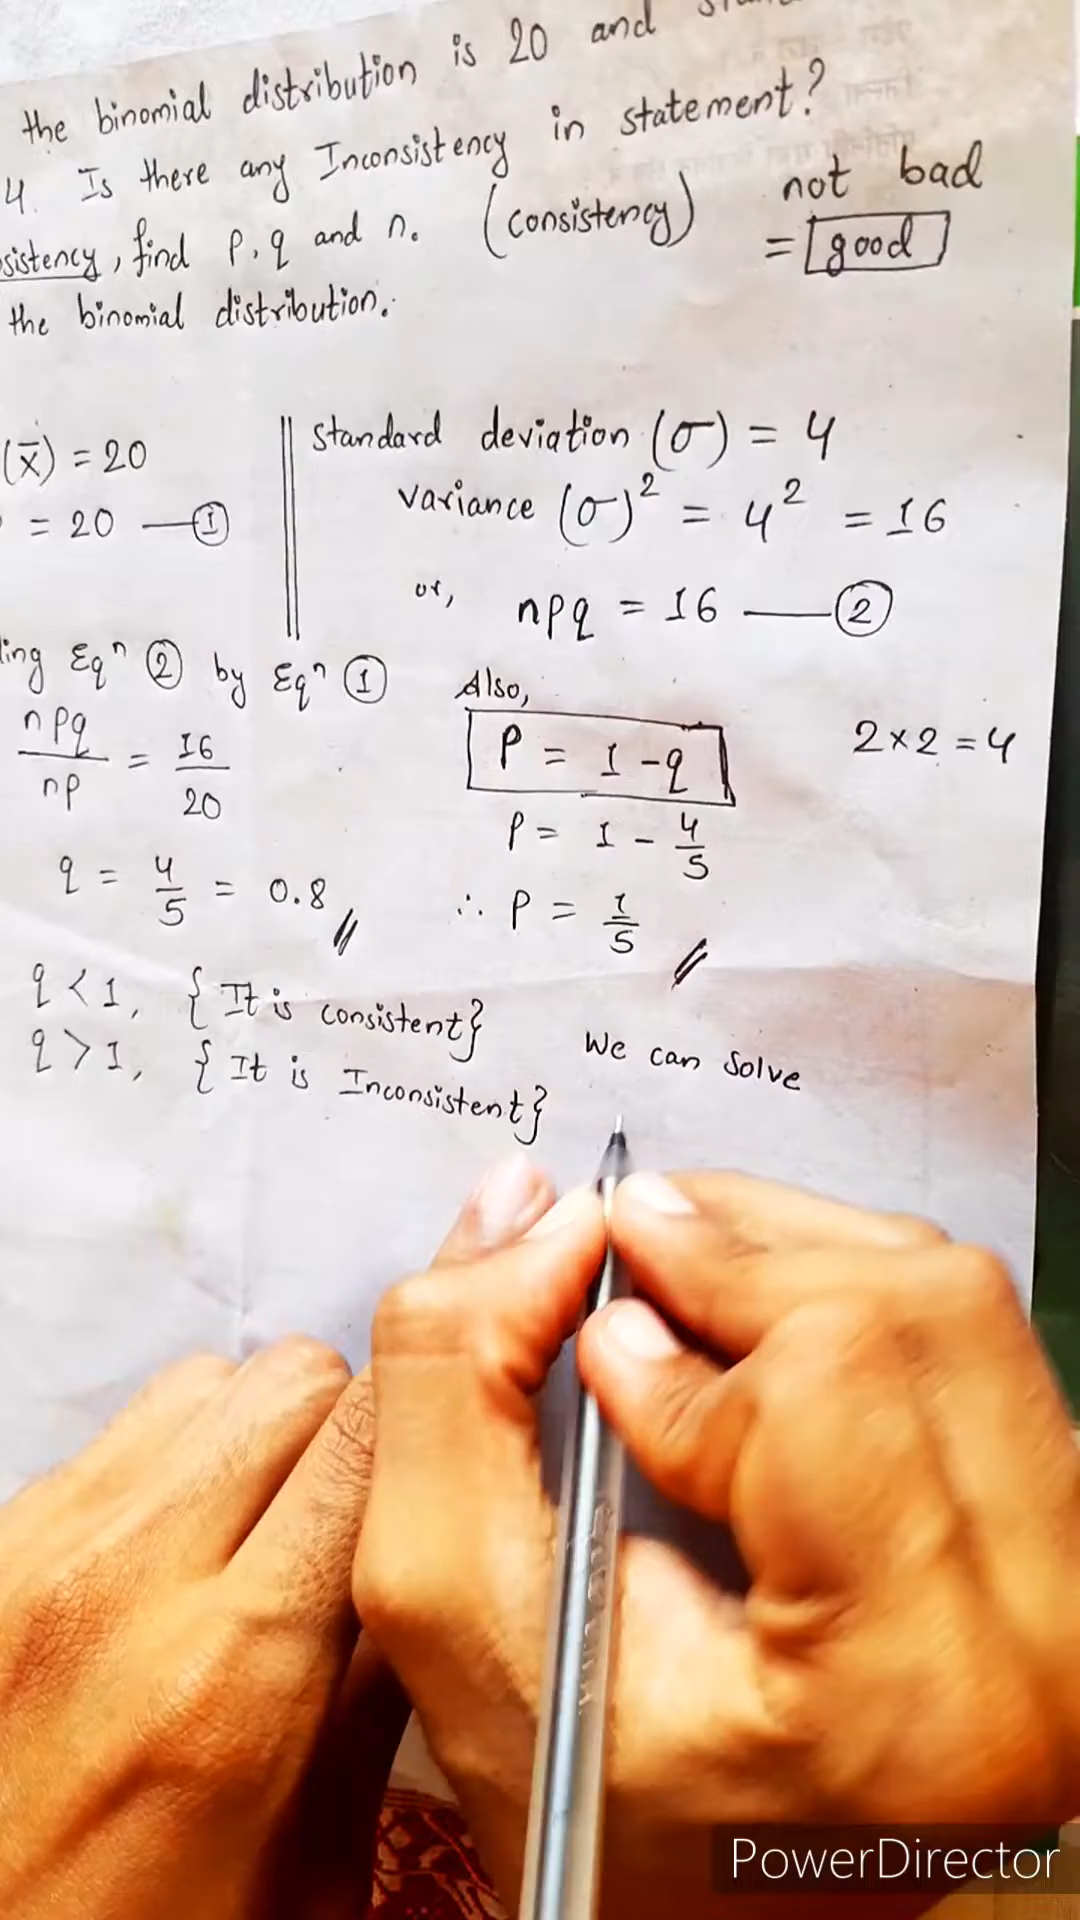 the binomial distribution is 20 and
4. Is there any Inconsistency in statement?
sistency, find p, q and n. (consistency)
not bad
= good
the binomial distribution.
(x̄) = 20
= 20 — ①
standard deviation (σ) = 4
variance (σ)² = 4² = 16
or, npq = 16 — ②
ing Eqⁿ ② by Eqⁿ ①
npq/np = 16/20
q = 4/5 = 0.8 //
Also,
P = 1 - q
P = 1 - 4/5
∴ P = 1/5 //
2 × 2 = 4
q < 1, { It is consistent}
q > 1, { It is Inconsistent}
We can solve
PowerDirector